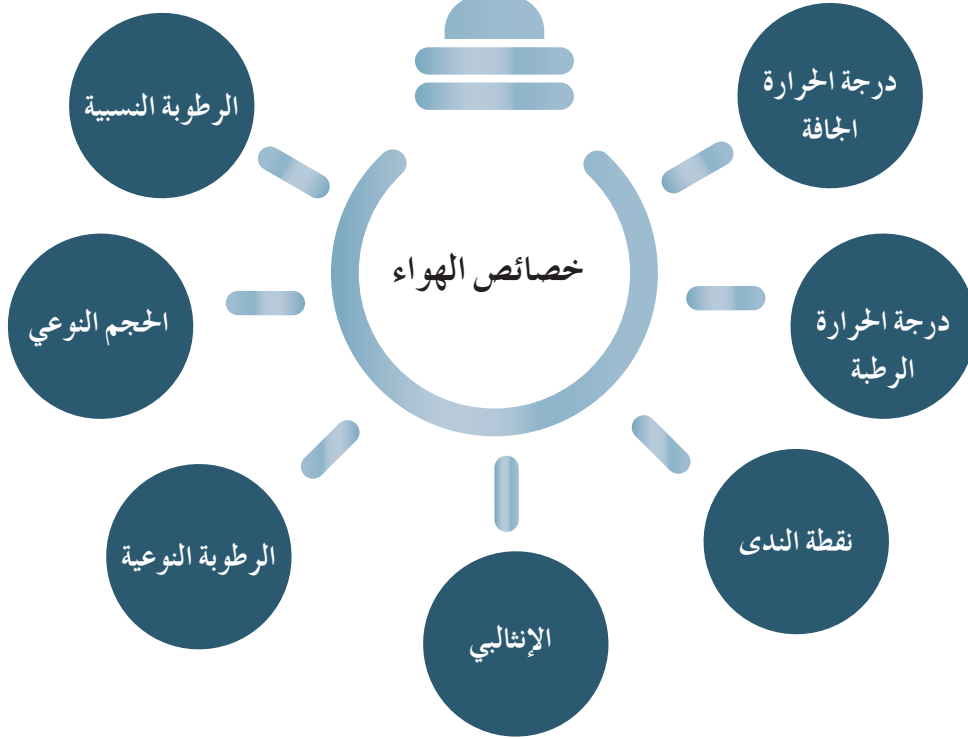 خصائص الهواء
درجة الحرارة
الجافة
درجة الحرارة
الرطبة
نقطة الندى
الإنثالبي
الرطوبة النوعية
الحجم النوعي
الرطوبة النسبية